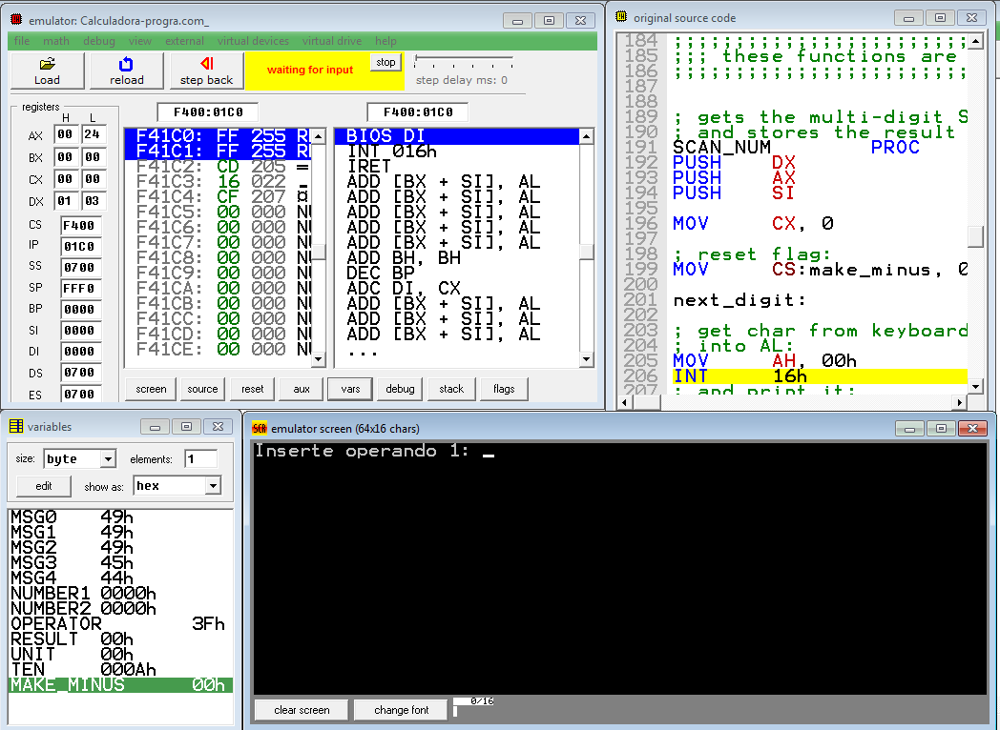 emulator: Calculadora-progra.com_
file math debug view external virtual devices virtual drive help
Load
reload
step back
waiting for input
stop
step delay ms: 0
registers
H L
AX 00 24
BX 00 00
CX 00 00
DX 01 03
CS F400
IP 01C0
SS 0700
SP FFF0
BP 0000
SI 0000
DI 0000
DS 0700
ES 0700
F400:01C0
F400:01C0
F41C0: FF 255
F41C1: FF 255
F41C2: CD 205 =
F41C3: 16 022 _
F41C4: CF 207 ¤
F41C5: 00 000
F41C6: 00 000
F41C7: 00 000
F41C8: 00 000
F41C9: 00 000
F41CA: 00 000
F41CB: 00 000
F41CC: 00 000
F41CD: 00 000
F41CE: 00 000
BIOS DI
INT 016h
IRET
ADD [BX + SI], AL
ADD [BX + SI], AL
ADD [BX + SI], AL
ADD [BX + SI], AL
ADD [BX + SI], AL
ADD BH, BH
DEC BP
ADC DI, CX
ADD [BX + SI], AL
ADD [BX + SI], AL
ADD [BX + SI], AL
...
screen source reset aux vars debug stack flags
original source code
184 ;;;;;;;;;;;;;;;;;;;;;;;
185 ;;; these functions are
186 ;;;;;;;;;;;;;;;;;;;;;;;
187
188
189 ; gets the multi-digit S
190 ; and stores the result
191 SCAN_NUM PROC
192 PUSH DX
193 PUSH AX
194 PUSH SI
195
196 MOV CX, 0
197
198 ; reset flag:
199 MOV CS:make_minus, 0
200
201 next_digit:
202
203 ; get char from keyboard
204 ; into AL:
205 MOV AH, 00h
206 INT 16h
207 ; and print it:
variables
size: byte elements: 1
edit show as: hex
MSG0 49h
MSG1 49h
MSG2 49h
MSG3 45h
MSG4 44h
NUMBER1 0000h
NUMBER2 0000h
OPERATOR 3Fh
RESULT 00h
UNIT 00h
TEN 000Ah
MAKE_MINUS 00h
SCR emulator screen (64x16 chars)
Inserte operando 1: _
clear screen change font 0/16